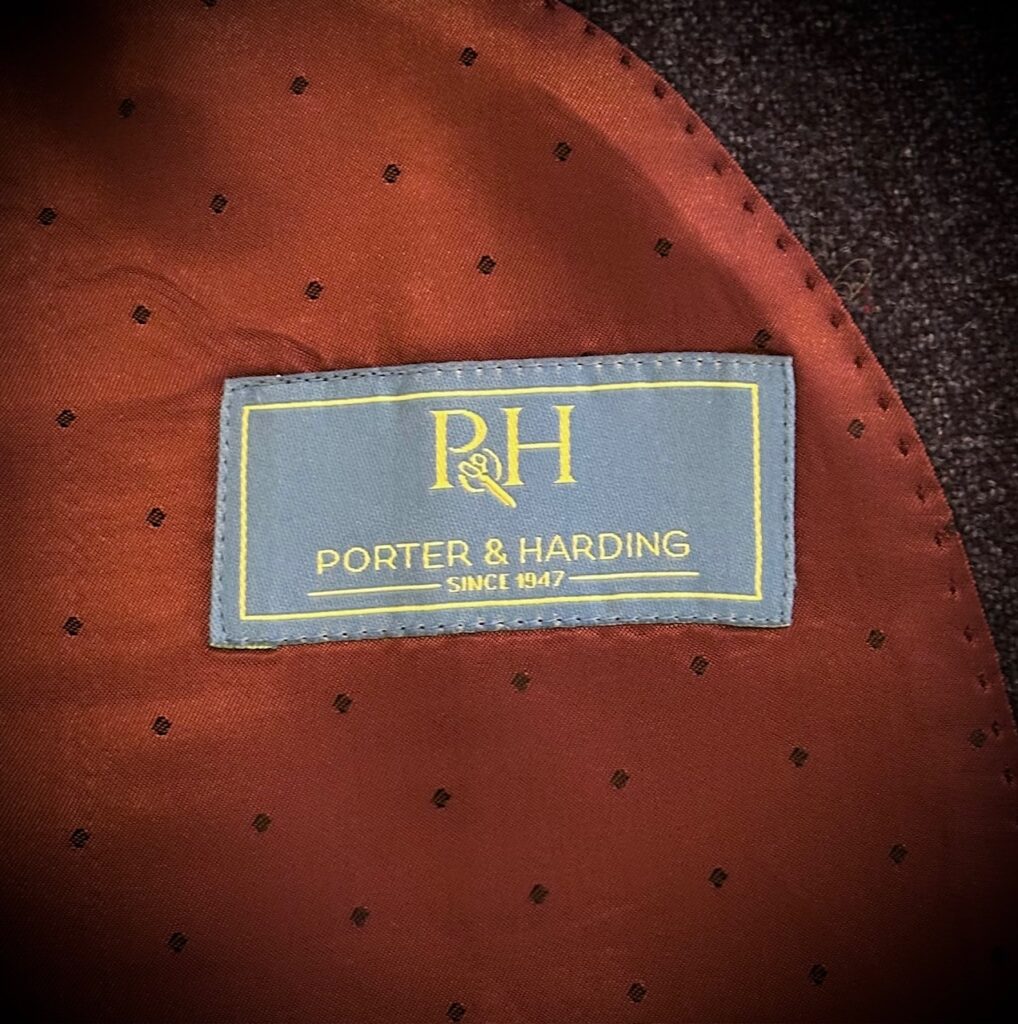 P&H
PORTER & HARDING
SINCE 1947